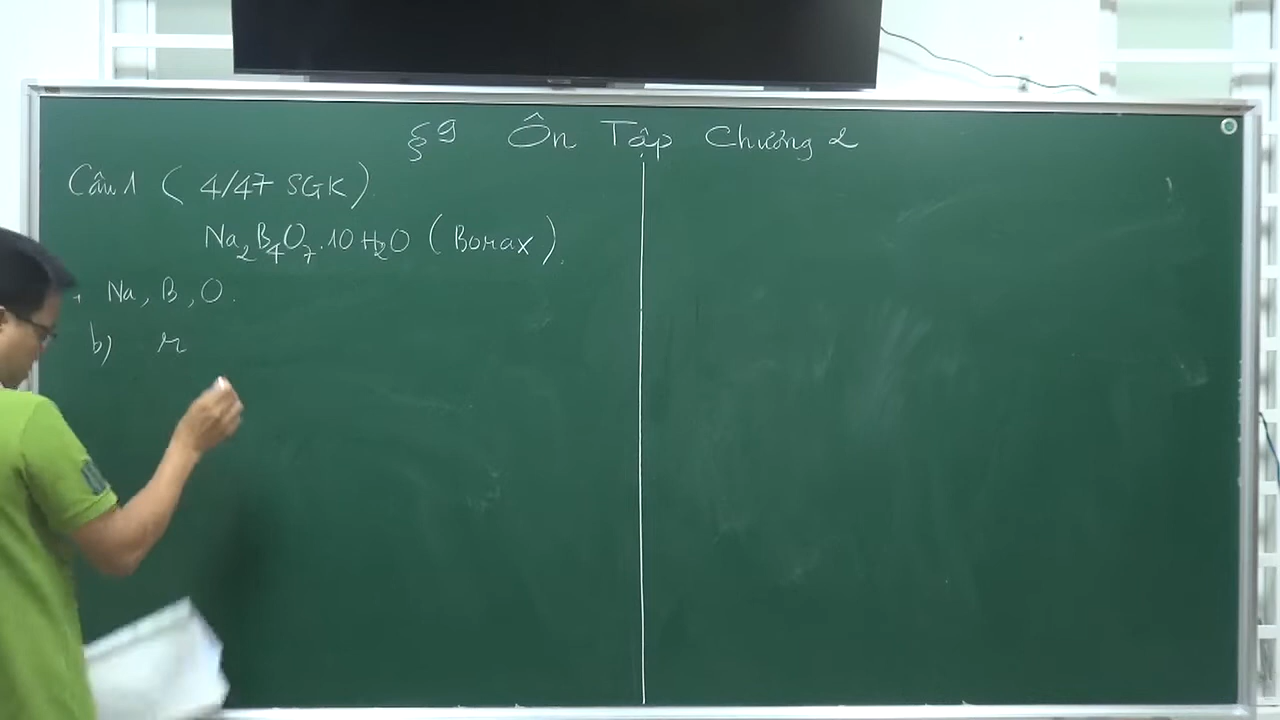 §9 Ôn Tập Chương 2
Câu 1 ( 4/47 SGK )
Na₂B₄O₇.10H₂O ( Borax ).
+ Na, B, O.
b) r